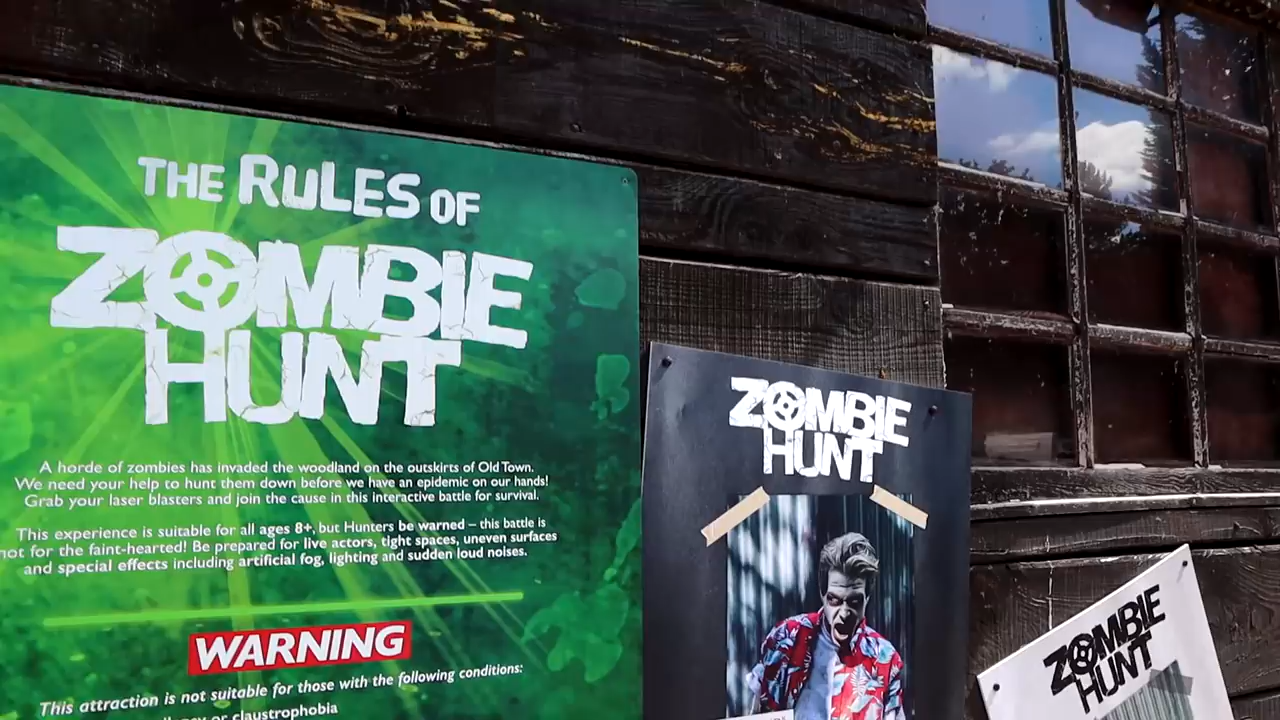 THE RULES OF
ZOMBIE
HUNT
A horde of zombies has invaded the woodland on the outskirts of Old Town.
We need your help to hunt them down before we have an epidemic on our hands!
Grab your laser blasters and join the cause in this interactive battle for survival.
This experience is suitable for all ages 8+, but Hunters be warned – this battle is
not for the faint-hearted! Be prepared for live actors, tight spaces, uneven surfaces
and special effects including artificial fog, lighting and sudden loud noises.
WARNING
This attraction is not suitable for those with the following conditions:
or claustrophobia
ZOMBIE
HUNT
ZOMBIE
HUNT